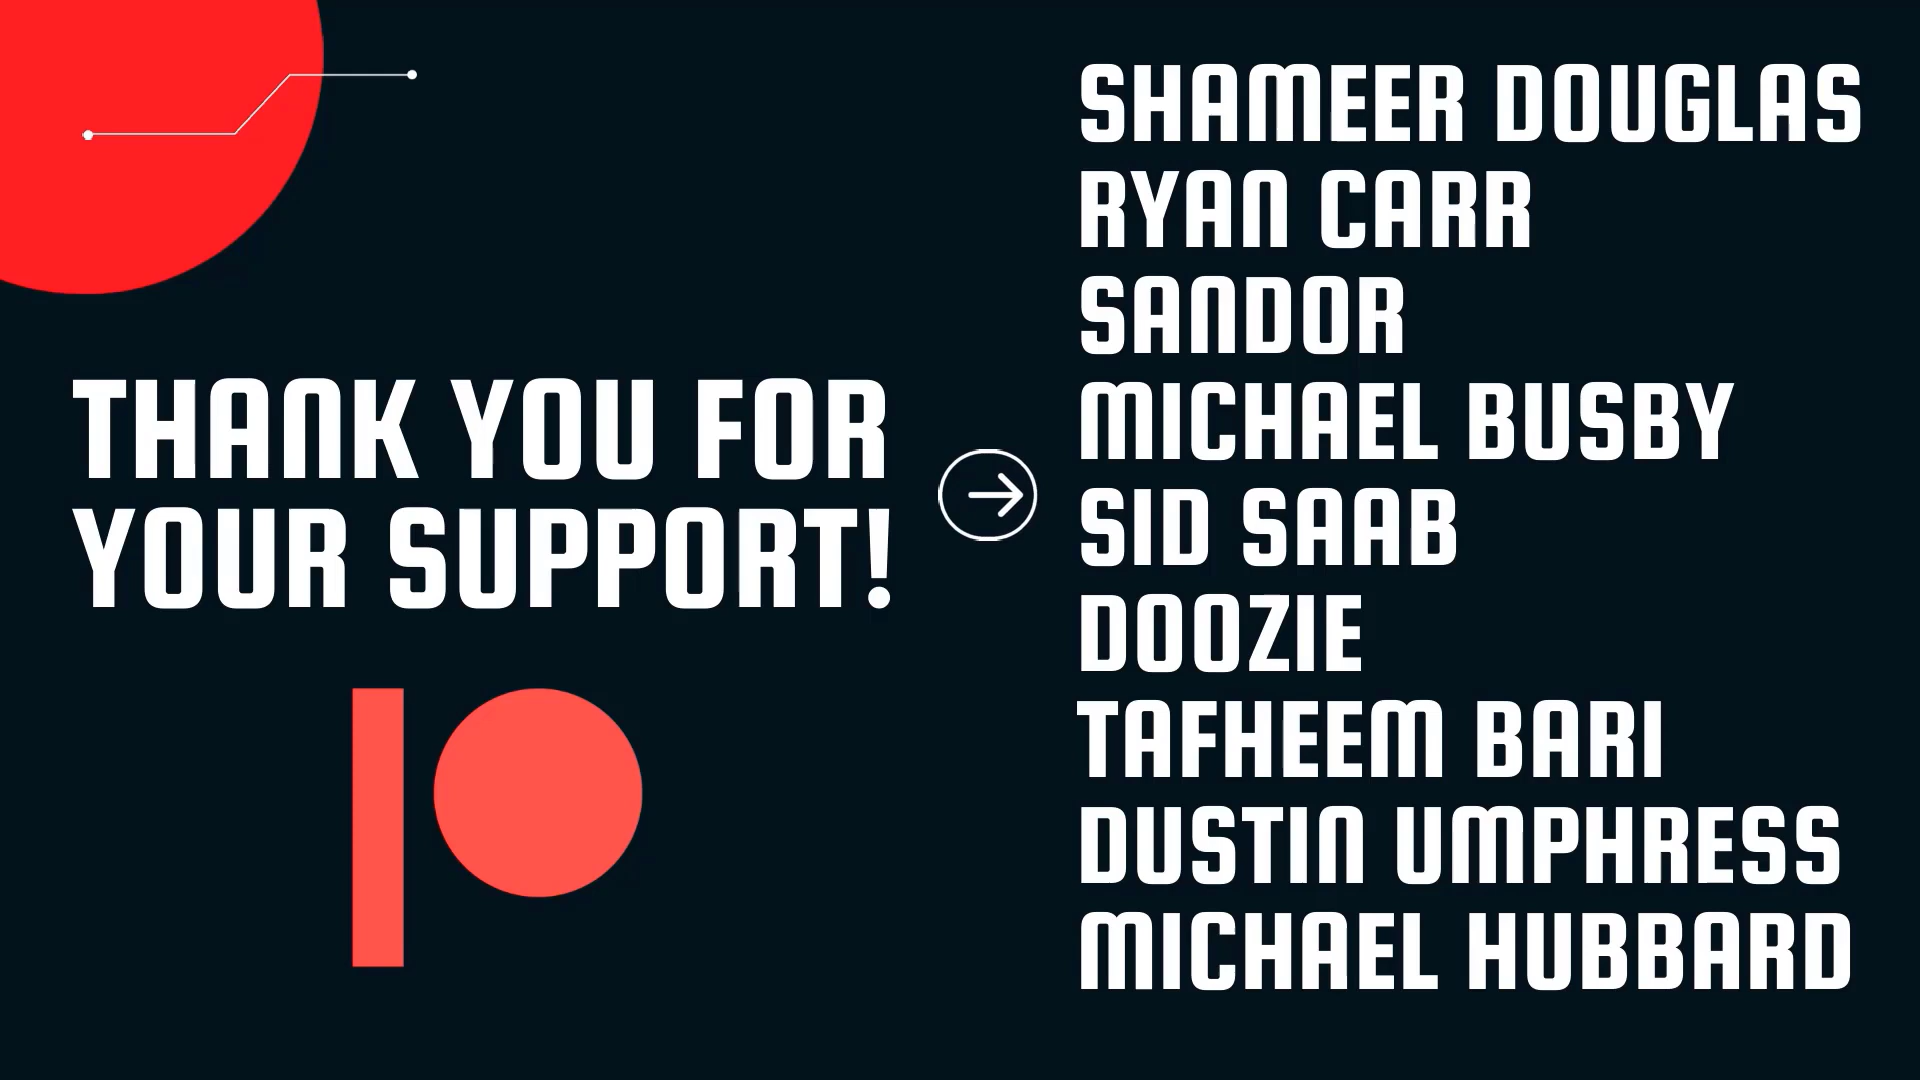 THANK YOU FOR
YOUR SUPPORT!
SHAMEER DOUGLAS
RYAN CARR
SANDOR
MICHAEL BUSBY
SID SAAB
DOOZIE
TAFHEEM BARI
DUSTIN UMPHRESS
MICHAEL HUBBARD